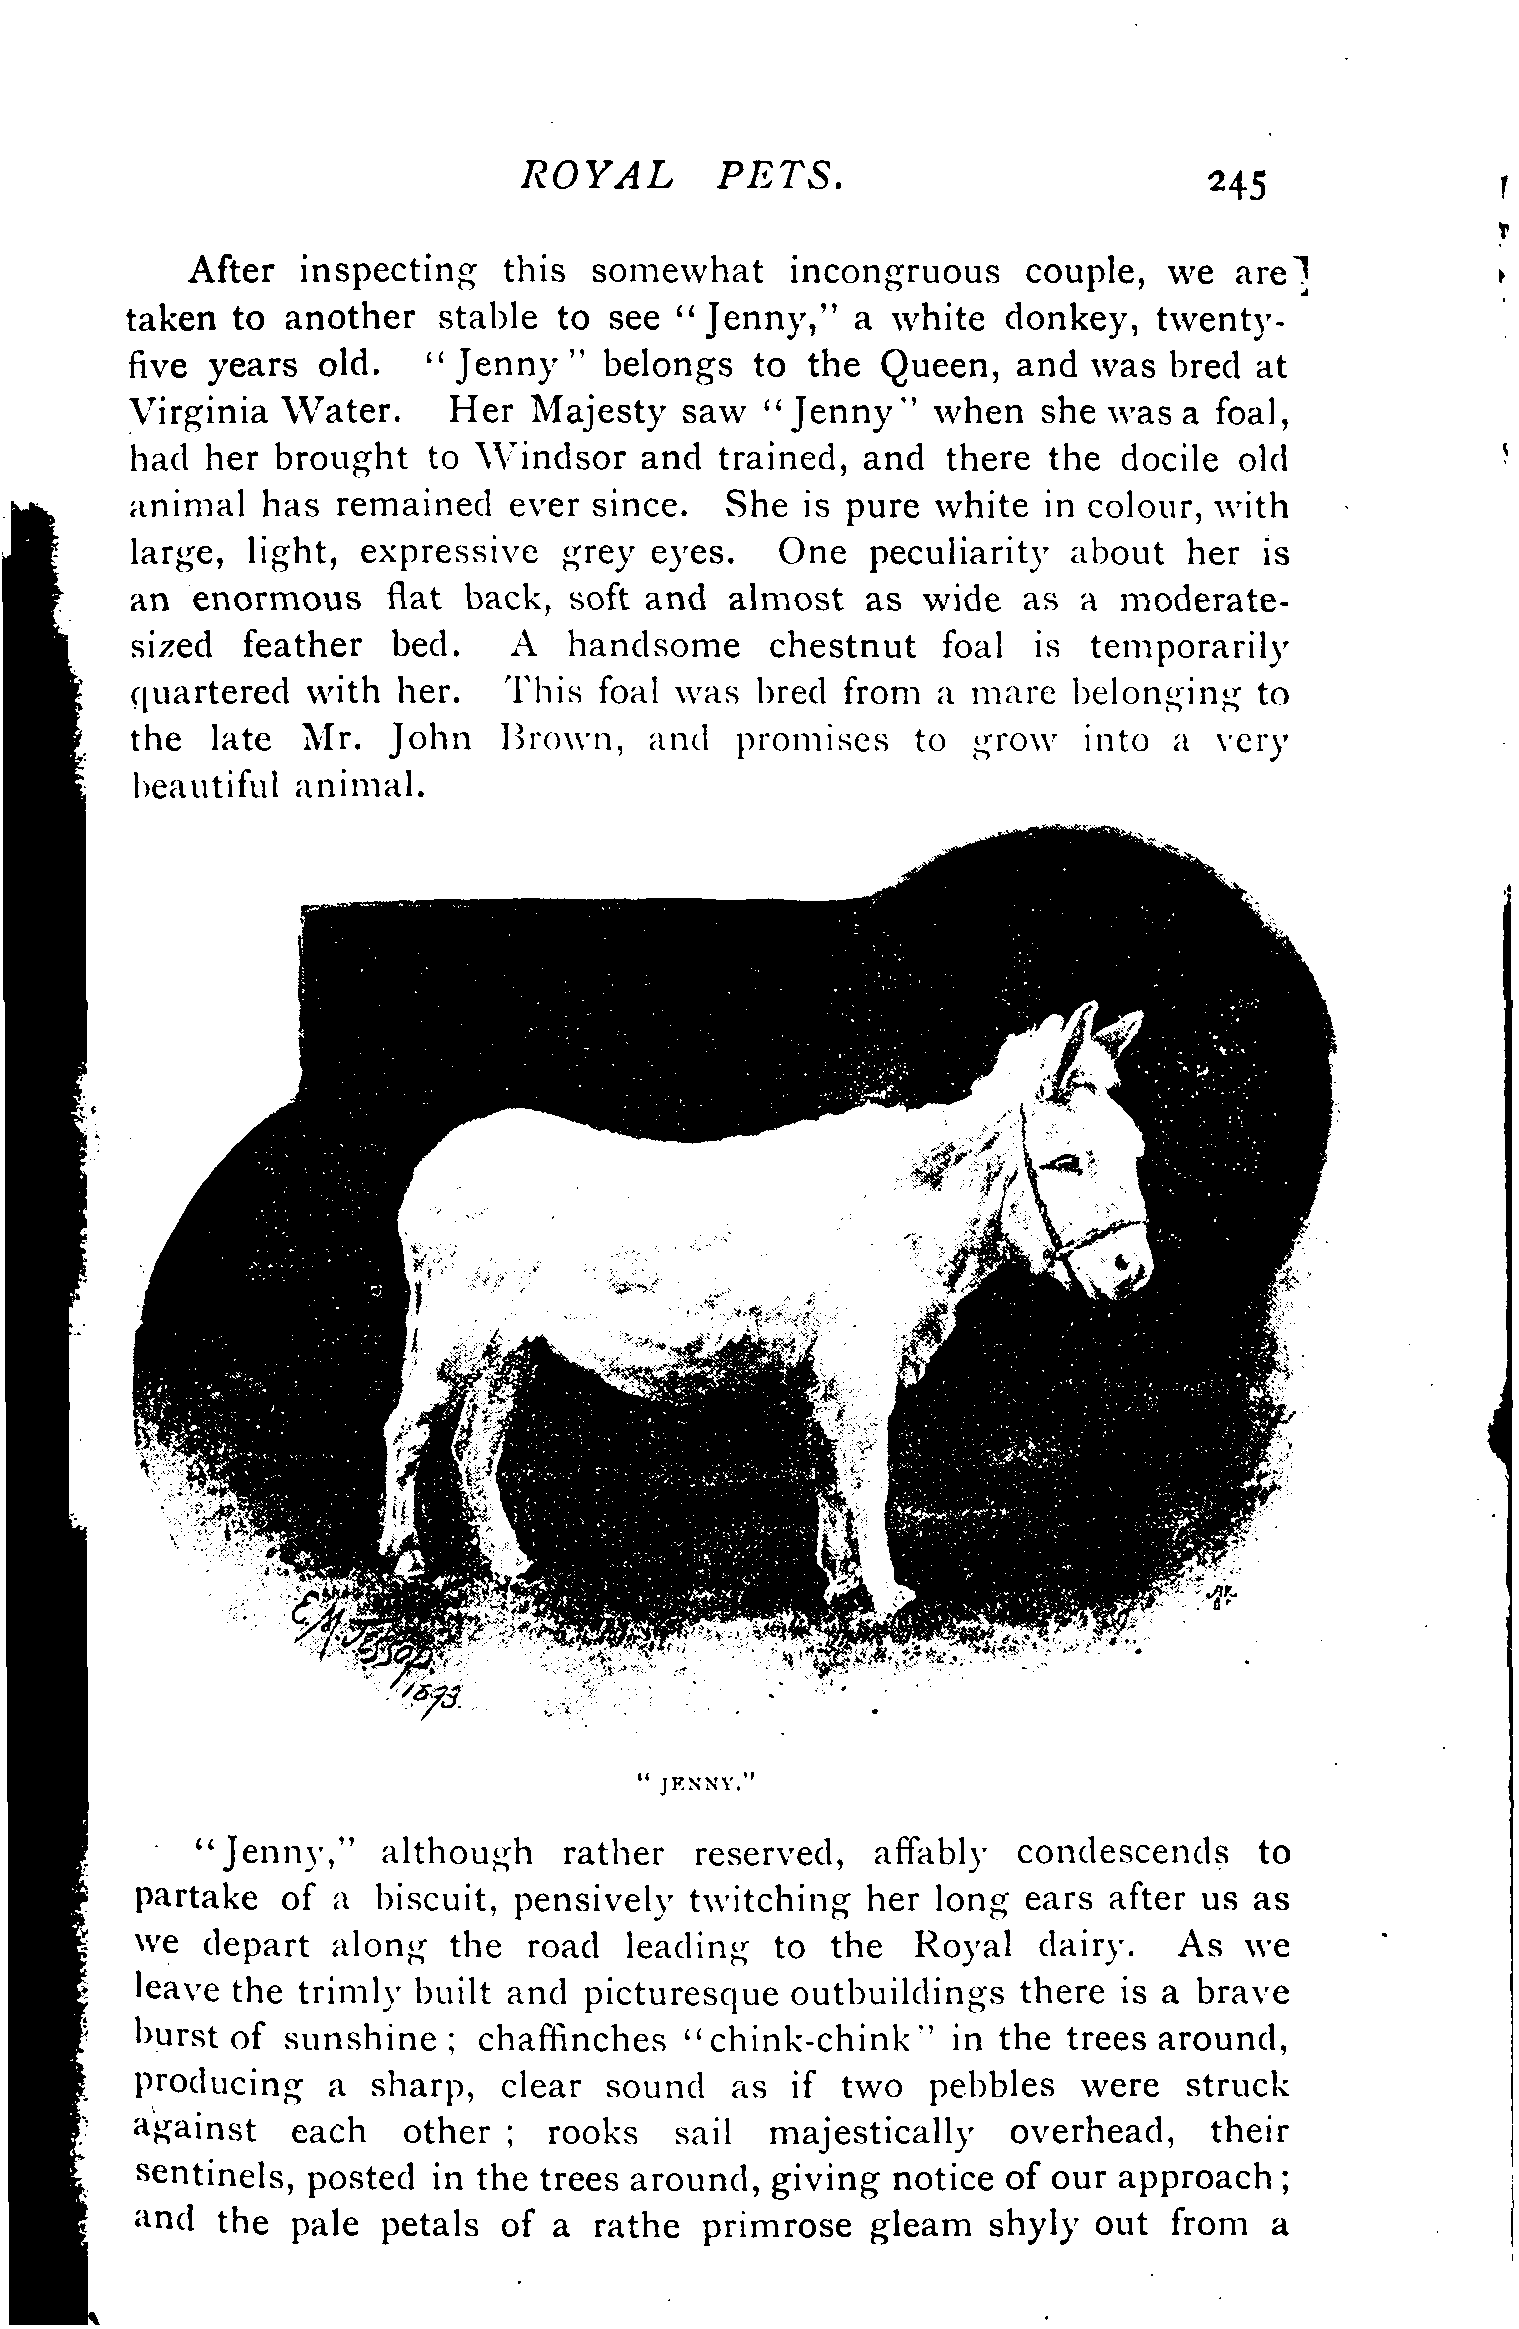 ROYAL PETS. 245
After inspecting this somewhat incongruous couple, we are
taken to another stable to see "Jenny," a white donkey, twenty-
five years old. "Jenny" belongs to the Queen, and was bred at
Virginia Water. Her Majesty saw "Jenny" when she was a foal,
had her brought to Windsor and trained, and there the docile old
animal has remained ever since. She is pure white in colour, with
large, light, expressive grey eyes. One peculiarity about her is
an enormous flat back, soft and almost as wide as a moderate-
sized feather bed. A handsome chestnut foal is temporarily
quartered with her. This foal was bred from a mare belonging to
the late Mr. John Brown, and promises to grow into a very
beautiful animal.
E.M. Jessop
1893.
"JENNY."
"Jenny," although rather reserved, affably condescends to
partake of a biscuit, pensively twitching her long ears after us as
we depart along the road leading to the Royal dairy. As we
leave the trimly built and picturesque outbuildings there is a brave
burst of sunshine; chaffinches "chink-chink" in the trees around,
producing a sharp, clear sound as if two pebbles were struck
against each other; rooks sail majestically overhead, their
sentinels, posted in the trees around, giving notice of our approach;
and the pale petals of a rathe primrose gleam shyly out from a